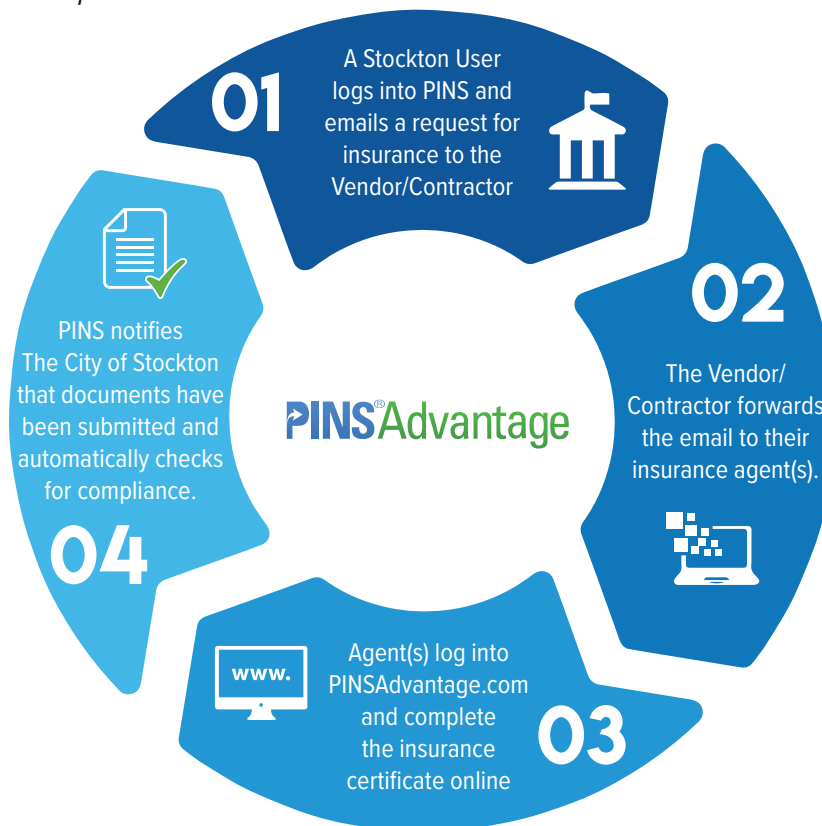 01
A Stockton User
logs into PINS and
emails a request for
insurance to the
Vendor/Contractor
02
The Vendor/
Contractor forwards
the email to their
insurance agent(s).
www.
Agent(s) log into
PINSAdvantage.com
and complete
the insurance
certificate online
03
PINS notifies
The City of Stockton
that documents have
been submitted and
automatically checks
for compliance.
04
PINS®Advantage